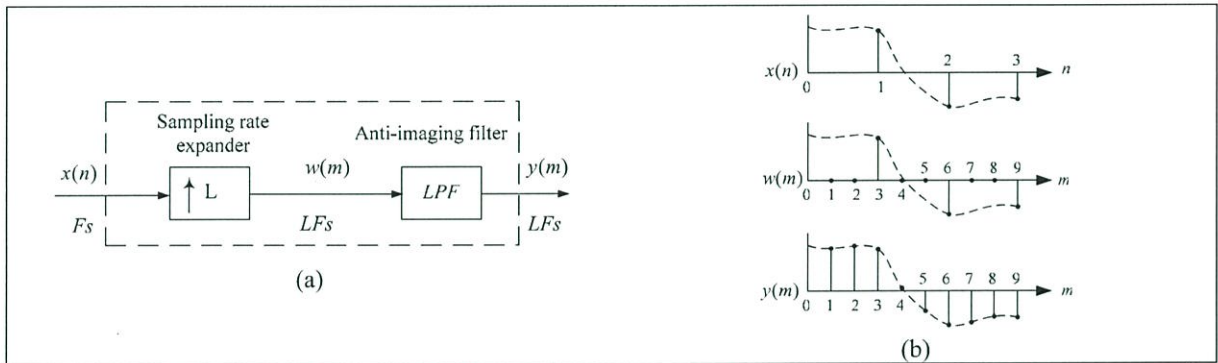 Sampling rate
expander
Anti-imaging filter
x(n)
w(m)
y(m)
↑ L
LPF
Fs
LFs
LFs
(a)
x(n)
0
1
2
3
n
w(m)
0 1 2 3 4 5 6 7 8 9
m
y(m)
0 1 2 3 4 5 6 7 8 9
m
(b)